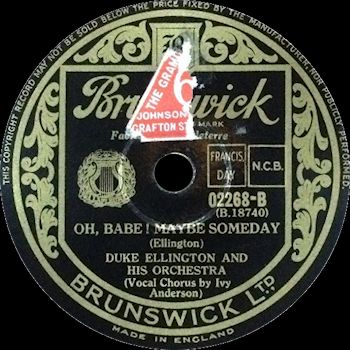 THE COPYRIGHT RECORD MAY NOT BE SOLD BELOW THE PRICE FIXED BY THE MANUFACTURER, NOR PUBLICLY PERFORMED.
Brunswick
THE GRAM
JOHNSON
GRAFTON ST
MARK
FRANCIS,
DAY
N.C.B.
02268-B
(B.18740)
OH, BABE! MAYBE SOMEDAY
(Ellington)
DUKE ELLINGTON AND
HIS ORCHESTRA
(Vocal Chorus by Ivy
Anderson)
BRUNSWICK LTD.
MADE IN ENGLAND